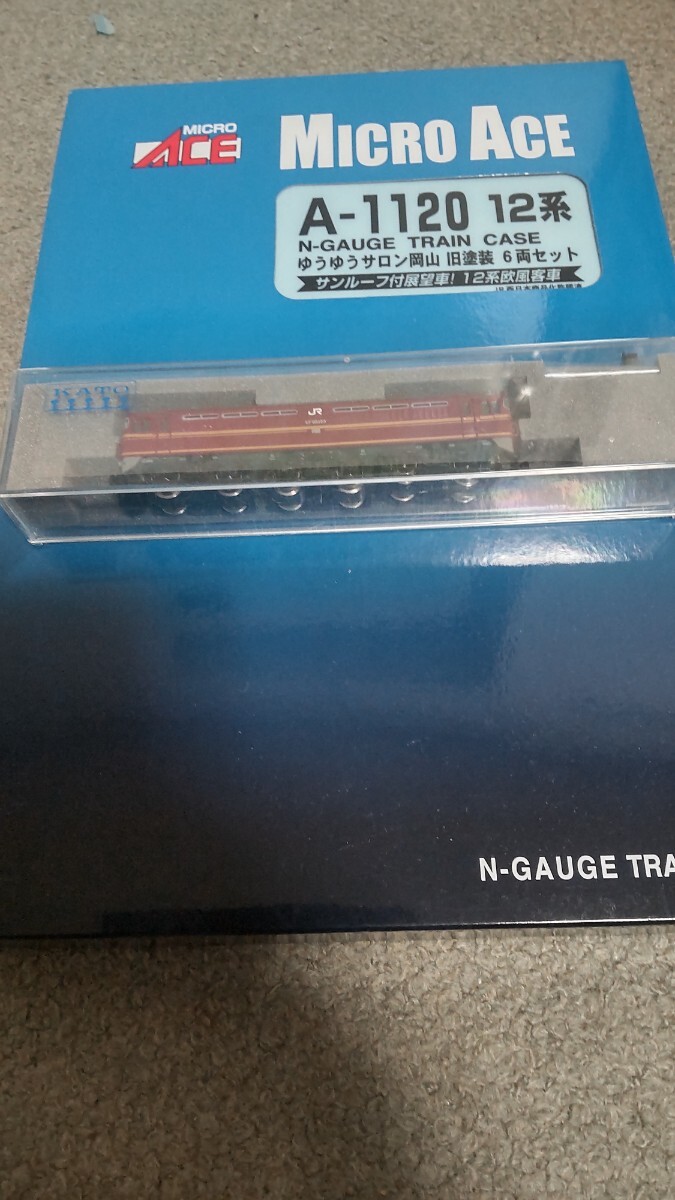 MICRO
ACE
MICRO ACE
A-1120 12系
N-GAUGE TRAIN CASE
ゆうゆうサロン岡山 旧塗装 6両セット
サンルーフ付展望車! 12系欧風客車
KATO
JR
N-GAUGE TRA